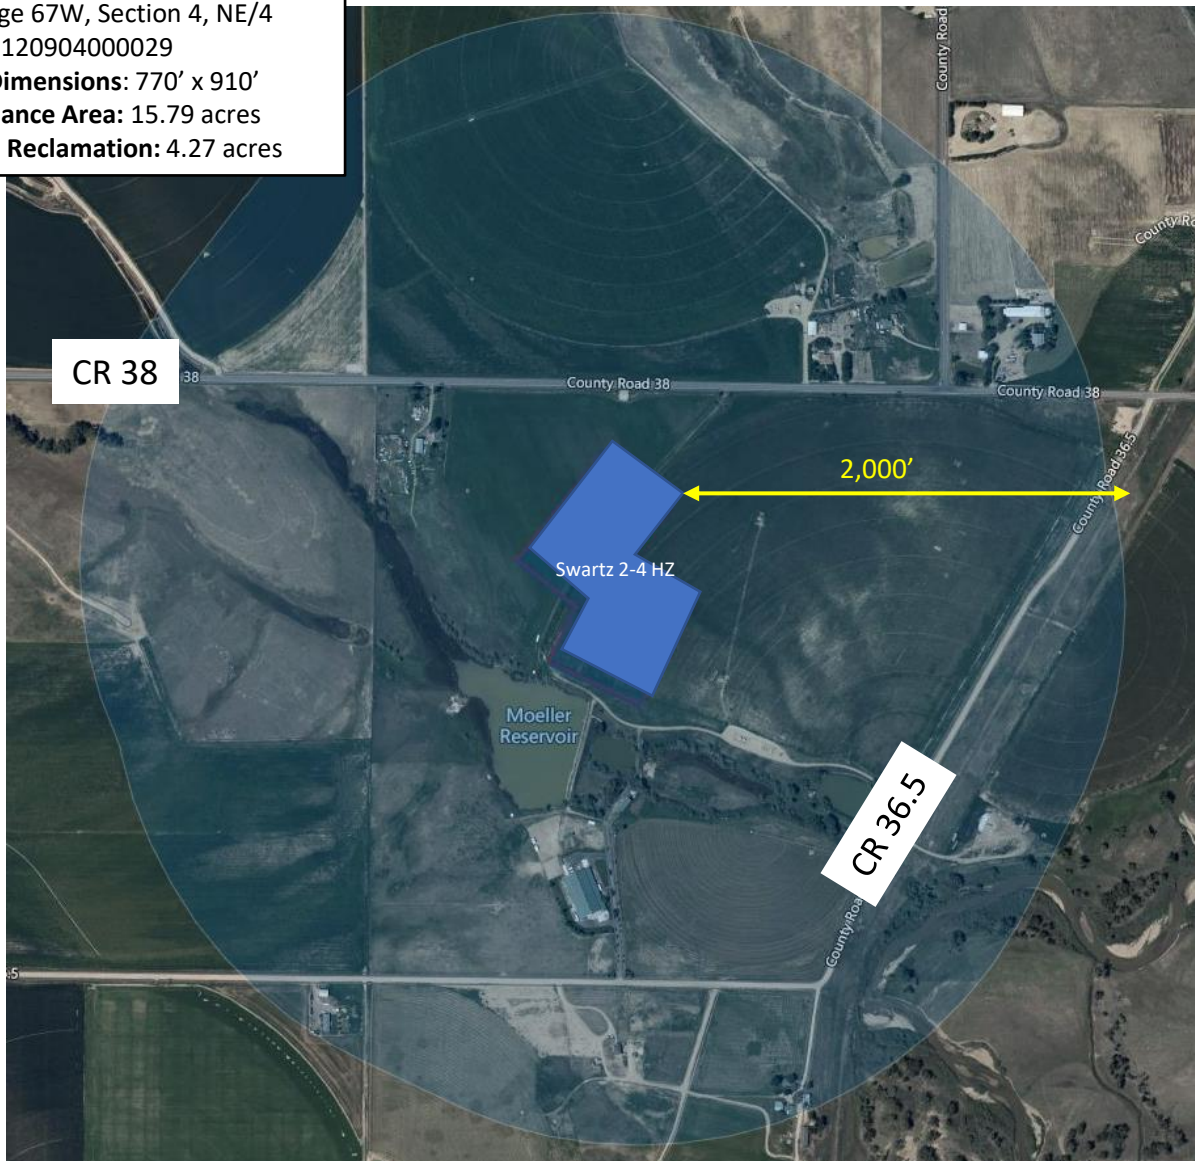 ge 67W, Section 4, NE/4
120904000029
Dimensions: 770’ x 910’
ance Area: 15.79 acres
Reclamation: 4.27 acres
County Road
County Ro
CR 38
38
County Road 38
County Road 38
2,000’
County Road 36.5
Swartz 2-4 HZ
Moeller
Reservoir
CR 36.5
County Roa
.5